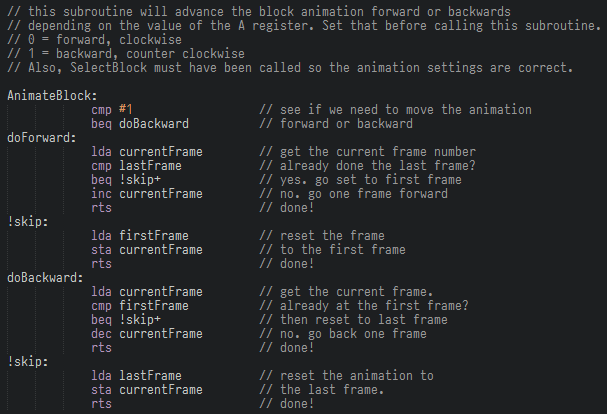 // this subroutine will advance the block animation forward or backwards
// depending on the value of the A register. Set that before calling this subroutine.
// 0 = forward, clockwise
// 1 = backward, counter clockwise
// Also, SelectBlock must have been called so the animation settings are correct.
AnimateBlock:
cmp #1 // see if we need to move the animation
beq doBackward // forward or backward
doForward:
lda currentFrame // get the current frame number
cmp lastFrame // already done the last frame?
beq !skip+ // yes. go set to first frame
inc currentFrame // no. go one frame forward
rts // done!
!skip:
lda firstFrame // reset the frame
sta currentFrame // to the first frame
rts // done!
doBackward:
lda currentFrame // get the current frame.
cmp firstFrame // already at the first frame?
beq !skip+ // then reset to last frame
dec currentFrame // no. go back one frame
rts // done!
!skip:
lda lastFrame // reset the animation to
sta currentFrame // the last frame.
rts // done!